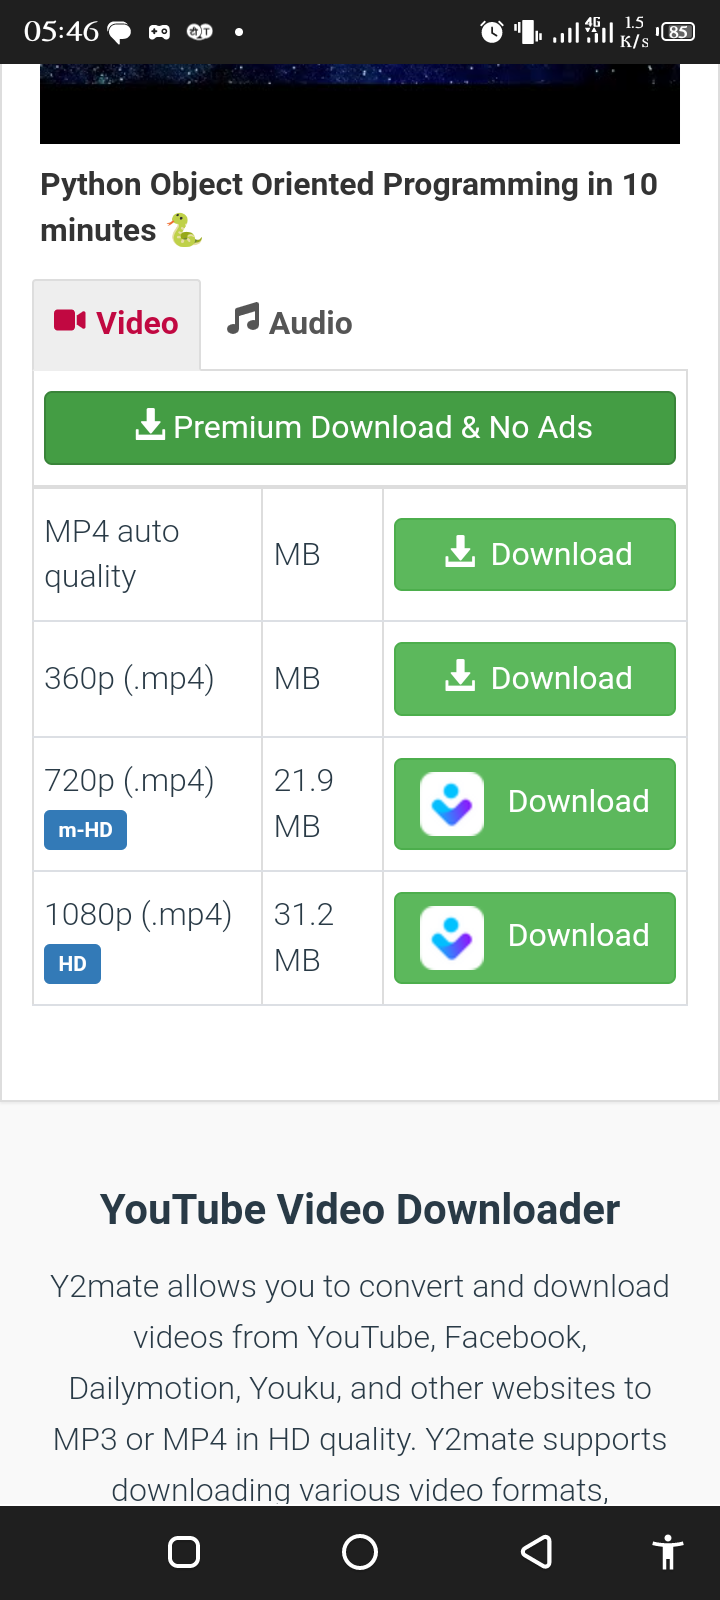 05:46
4G
1.5
K/s
85
Python Object Oriented Programming in 10
minutes 🐍
Video
Audio
Premium Download & No Ads
MP4 auto
quality
MB
Download
360p (.mp4)
MB
Download
720p (.mp4)
m-HD
21.9
MB
Download
1080p (.mp4)
HD
31.2
MB
Download
YouTube Video Downloader
Y2mate allows you to convert and download
videos from YouTube, Facebook,
Dailymotion, Youku, and other websites to
MP3 or MP4 in HD quality. Y2mate supports
downloading various video formats,